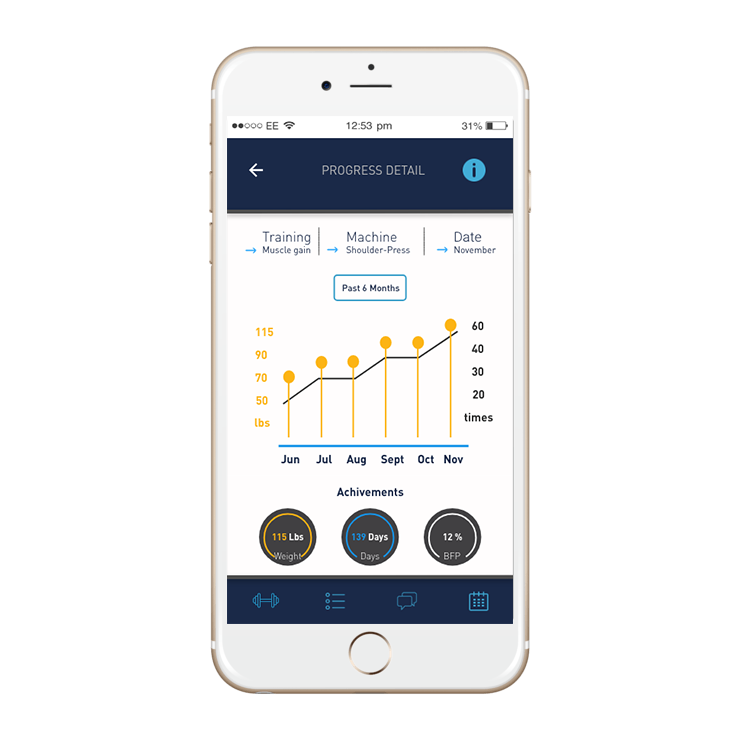 EE 12:53 pm 31%
PROGRESS DETAIL
i
Training Machine Date
Muscle gain Shoulder-Press November
Past 6 Months
115 60
90 40
70 30
50 20
lbs times
Jun Jul Aug Sept Oct Nov
Achivements
115 Lbs 139 Days 12 %
Weight Days BFP